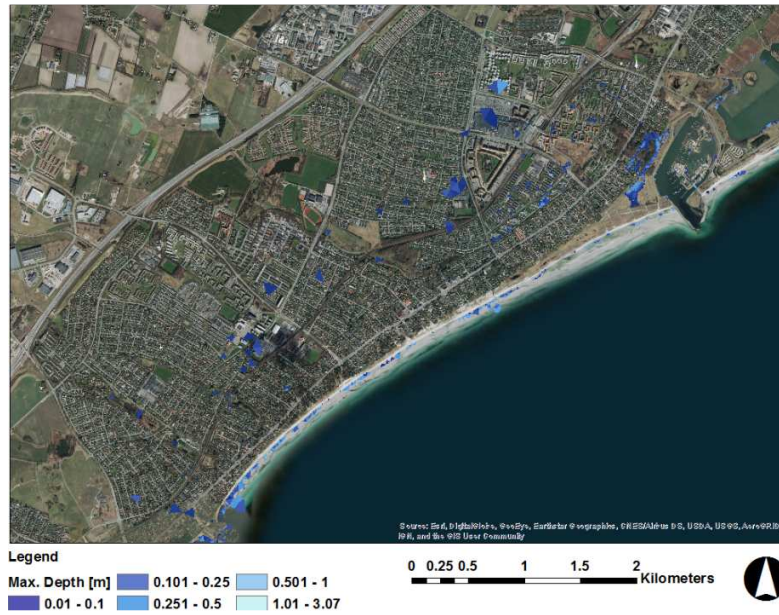 Source: Esri, DigitalGlobe, GeoEye, Earthstar Geographics, CNES/Airbus DS, USDA, USGS, AeroGRID,
IGN, and the GIS User Community
Legend
Max. Depth [m]
0.01 - 0.1
0.101 - 0.25
0.251 - 0.5
0.501 - 1
1.01 - 3.07
0 0.25 0.5 1 1.5 2
Kilometers